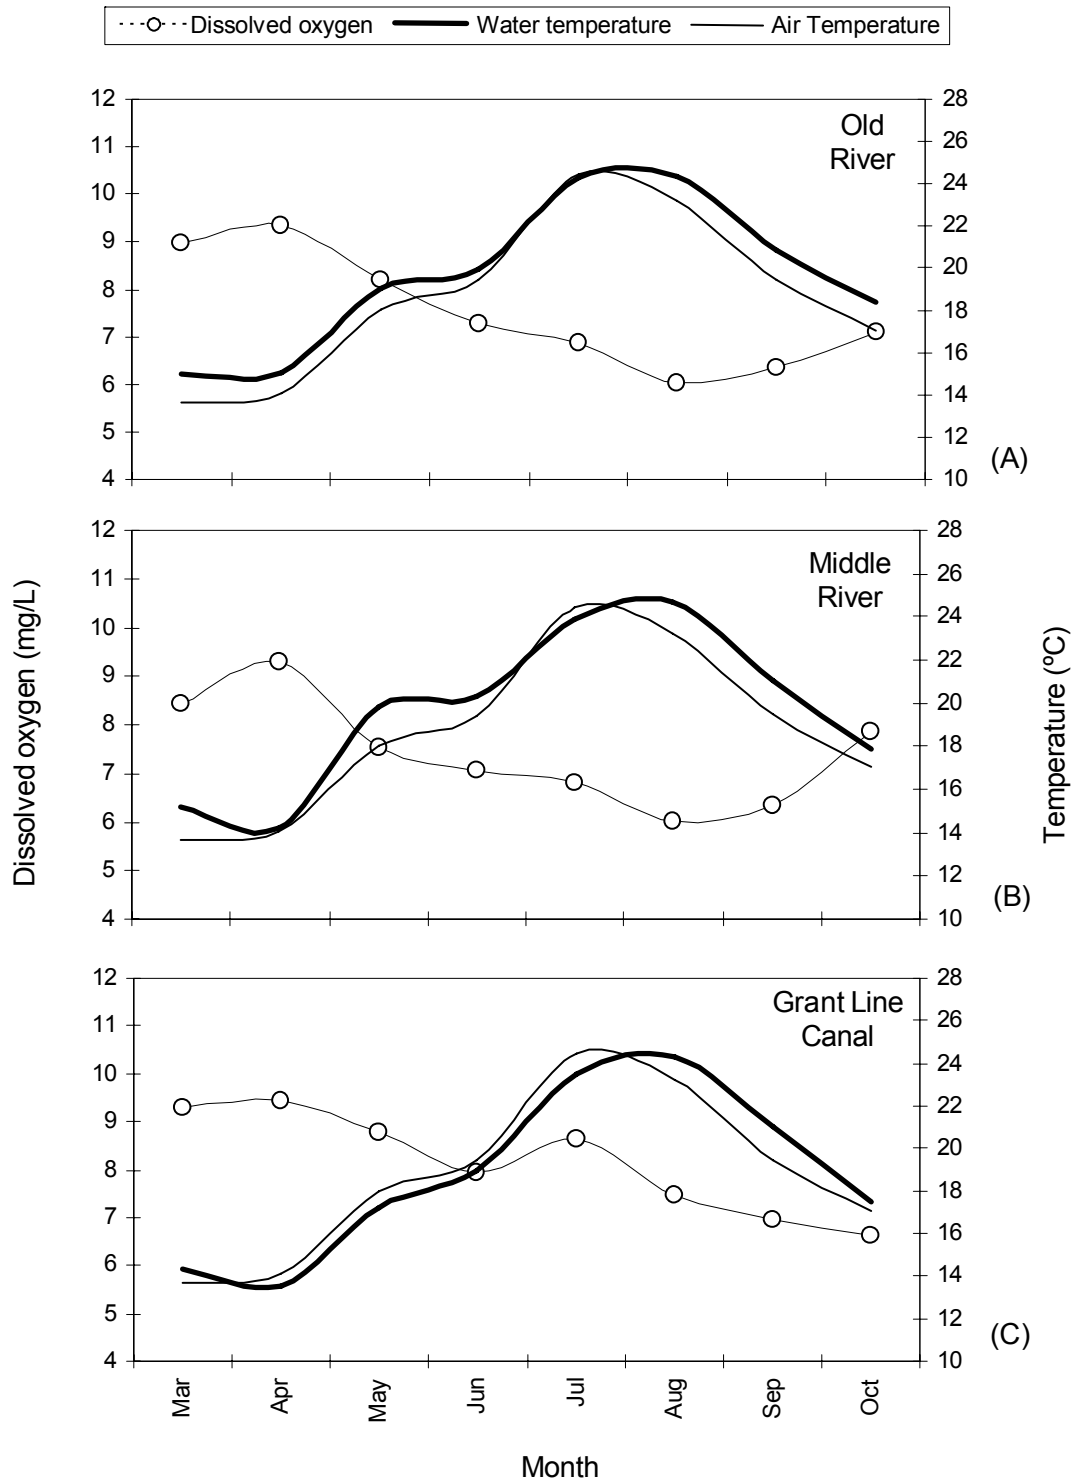 Dissolved oxygen Water temperature Air Temperature
12
11
10
9
8
7
6
5
4
28
26
24
22
20
18
16
14
12
10
Old
River
(A)
12
11
10
9
8
7
6
5
4
28
26
24
22
20
18
16
14
12
10
Middle
River
(B)
Dissolved oxygen (mg/L)
Temperature (ºC)
12
11
10
9
8
7
6
5
4
28
26
24
22
20
18
16
14
12
10
Grant Line
Canal
(C)
Mar
Apr
May
Jun
Jul
Aug
Sep
Oct
Month